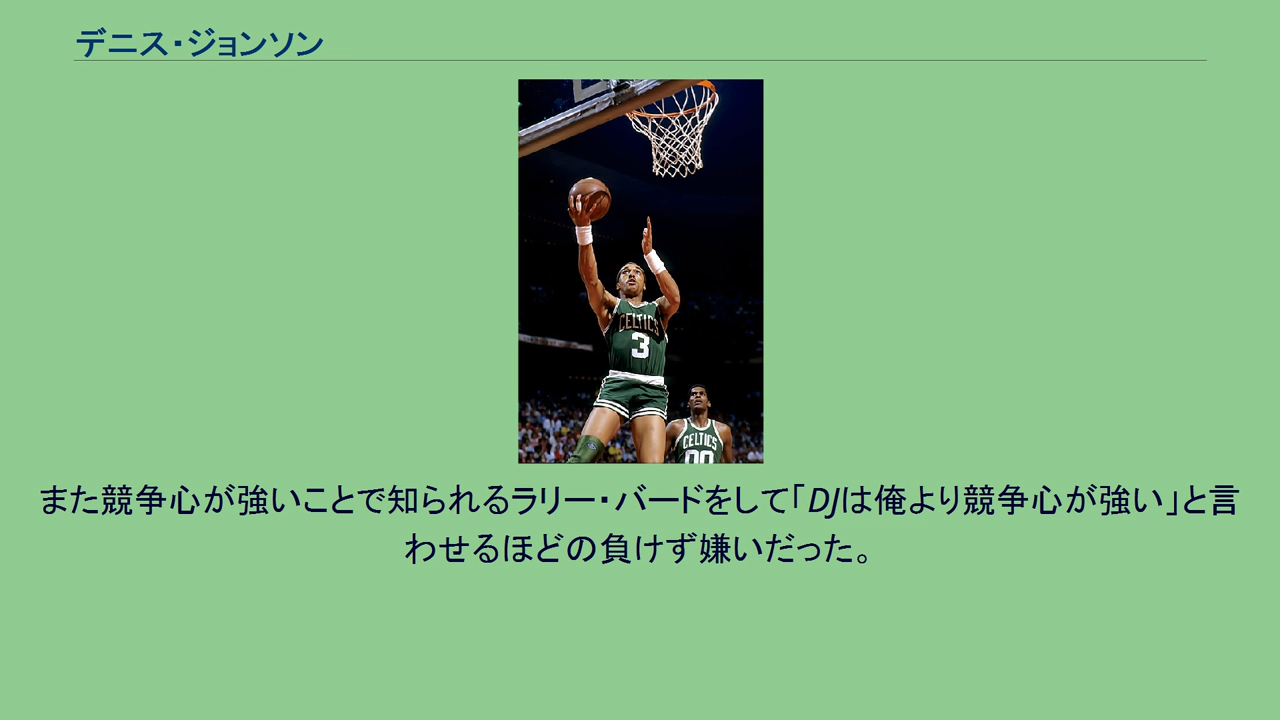 デニス・ジョンソン
CELTICS
3
CELTICS
00
また競争心が強いことで知られるラリー・バードをして「DJは俺より競争心が強い」と言
わせるほどの負けず嫌いだった。